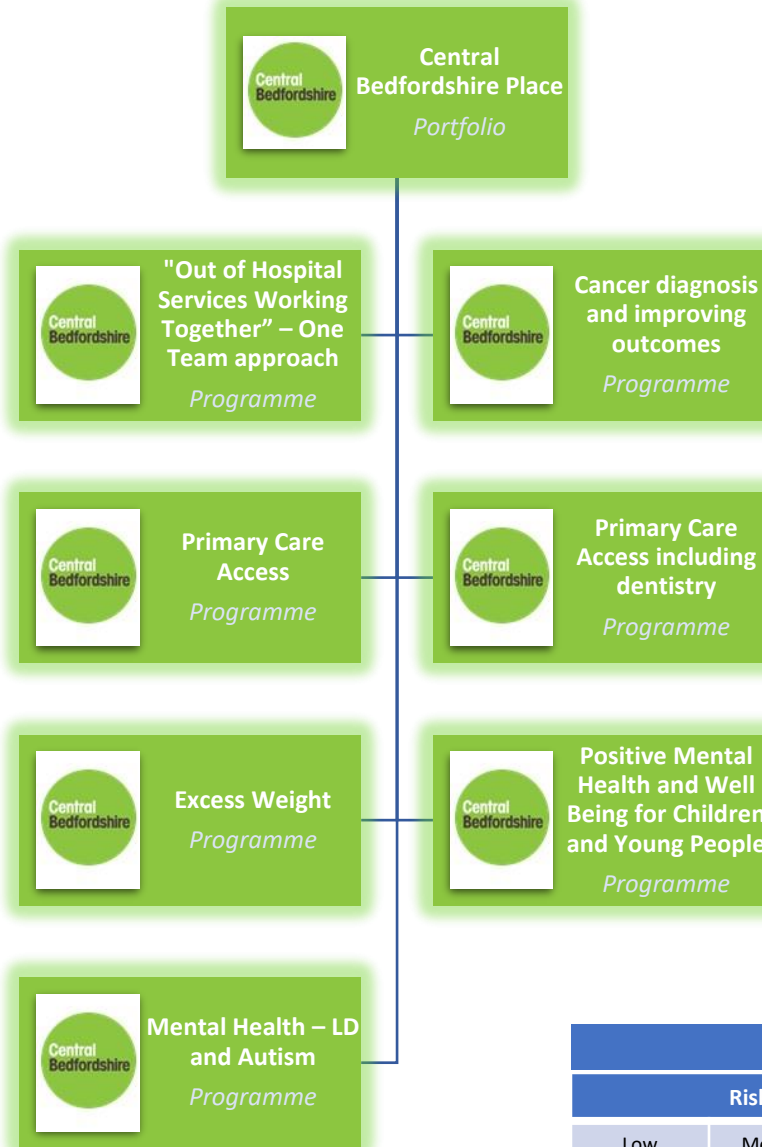 Central
Bedfordshire
Central
Bedfordshire Place
Portfolio
Central
Bedfordshire
"Out of Hospital
Services Working
Together” – One
Team approach
Programme
Central
Bedfordshire
Cancer diagnosis
and improving
outcomes
Programme
Central
Bedfordshire
Primary Care
Access
Programme
Central
Bedfordshire
Primary Care
Access including
dentistry
Programme
Central
Bedfordshire
Excess Weight
Programme
Central
Bedfordshire
Positive Mental
Health and Well
Being for Children
and Young People
Programme
Central
Bedfordshire
Mental Health – LD
and Autism
Programme
Low